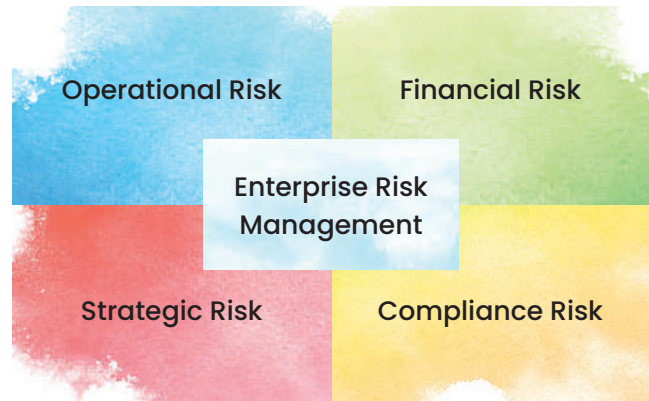 Operational Risk
Financial Risk
Enterprise Risk
Management
Strategic Risk
Compliance Risk